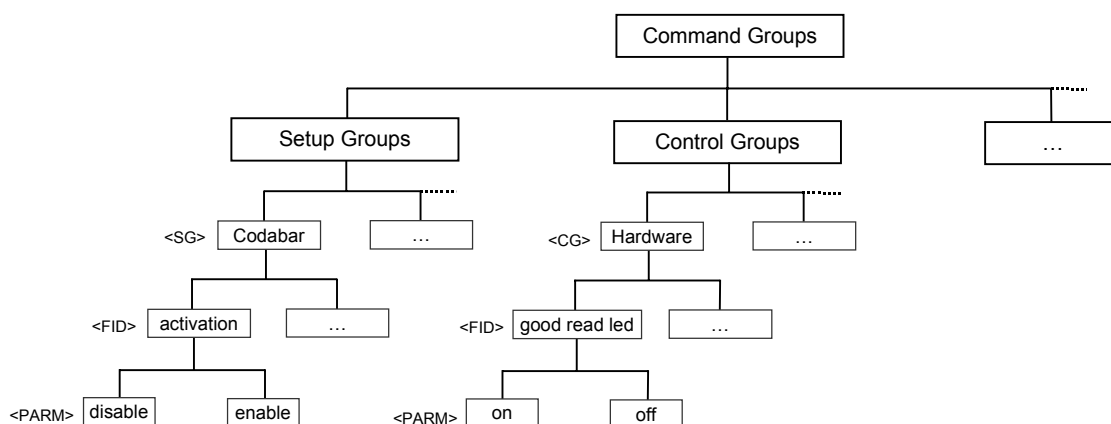 Command Groups
Setup Groups
Control Groups
…
<SG>
Codabar
…
<CG>
Hardware
…
<FID>
activation
…
<FID>
good read led
…
<PARM>
disable
enable
<PARM>
on
off